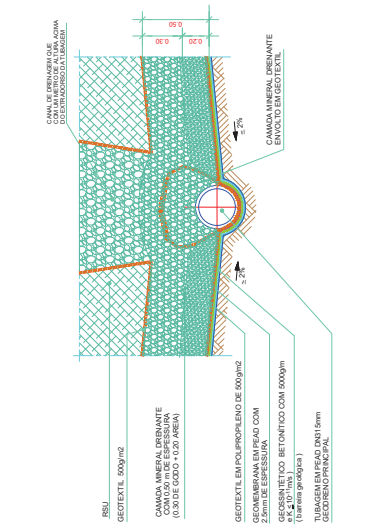 CANAL DE DRENAGEM QUE
COM UM METRO DE ALTURA ACIMA
DO EXTRADORSO DA TUBAGEM
0.50
0.30
0.20
CAMADA MINERAL DRENANTE
ENVOLTO EM GEOTEXTIL
≈ 2%
≈ 2%
RSU
GEOTEXTIL 500g/m2
CAMADA MINERAL DRENANTE
COM 0,50 m DE ESPESSURA
(0.30 DE GODO + 0.20 AREIA)
GEOTEXTIL EM POLIPROPILENO DE 500 g/m2
GEOMEMBRANA EM PEAD COM
2.5mm DE ESPESSURA
GEOSSINTÉTICO BETONÍTICO COM 5000g/m
e K ≤ 10⁻¹¹m/s )
( barreira geológica )
TUBAGEM EM PEAD DN315mm
GEODRENO PRINCIPAL